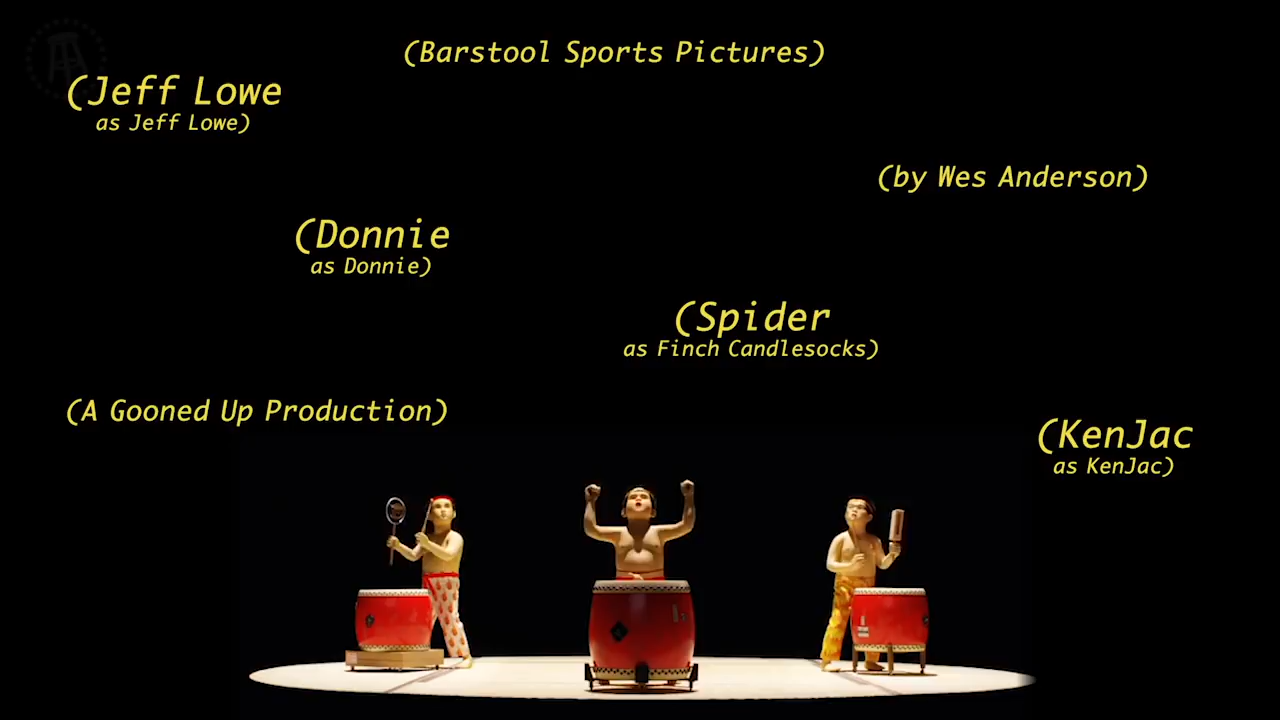 (Barstool Sports Pictures)
(Jeff Lowe
as Jeff Lowe)
(by Wes Anderson)
(Donnie
as Donnie)
(Spider
as Finch Candlesocks)
(A Gooned Up Production)
(KenJac
as KenJac)